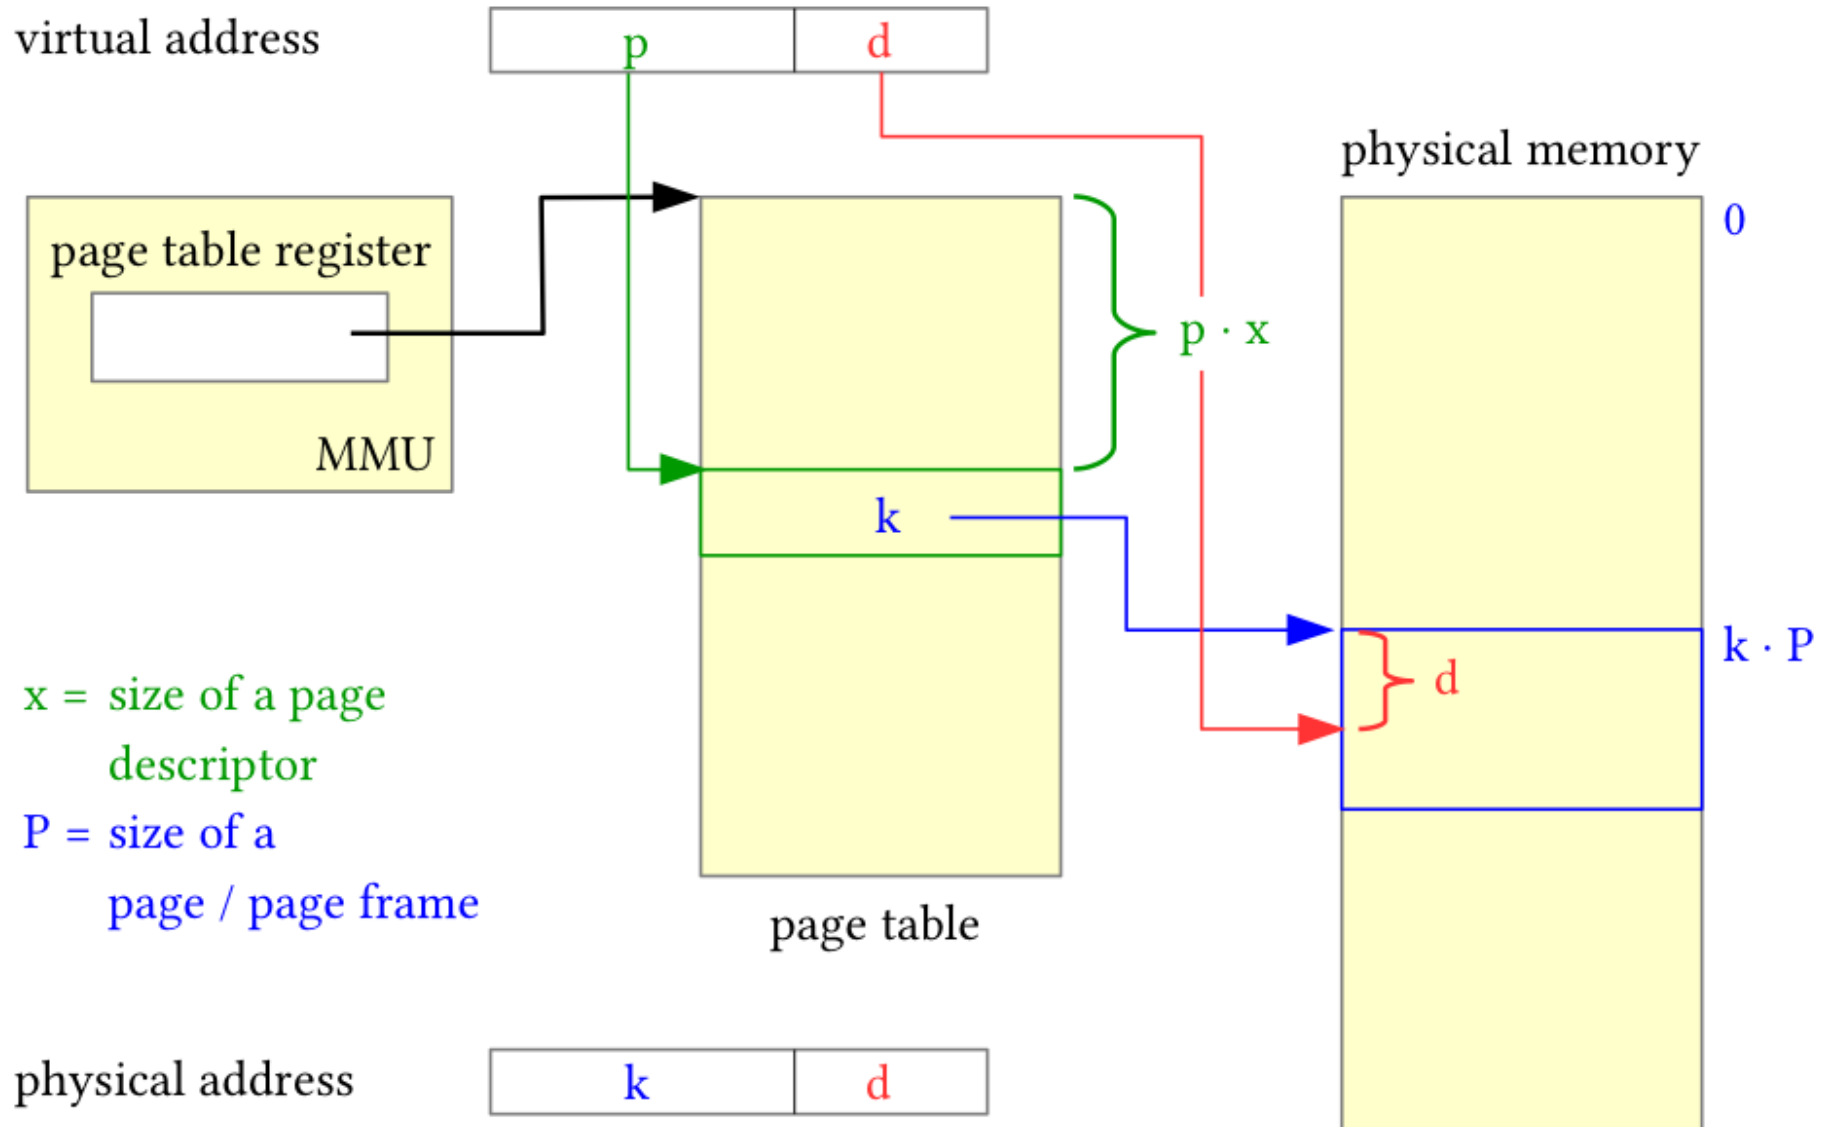 virtual address
p
d
physical memory
0
page table register
MMU
p · x
k
k · P
d
x = size of a page
descriptor
P = size of a
page / page frame
page table
physical address
k
d